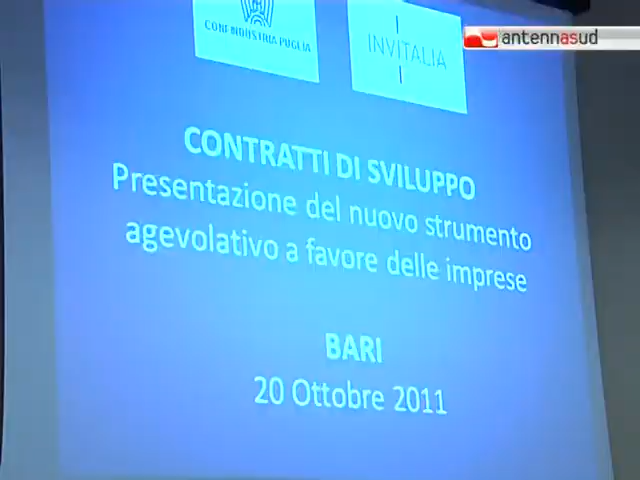 CONFINDUSTRIA PUGLIA
INVITALIA
antennasud
CONTRATTI DI SVILUPPO
Presentazione del nuovo strumento
agevolativo a favore delle imprese
BARI
20 Ottobre 2011